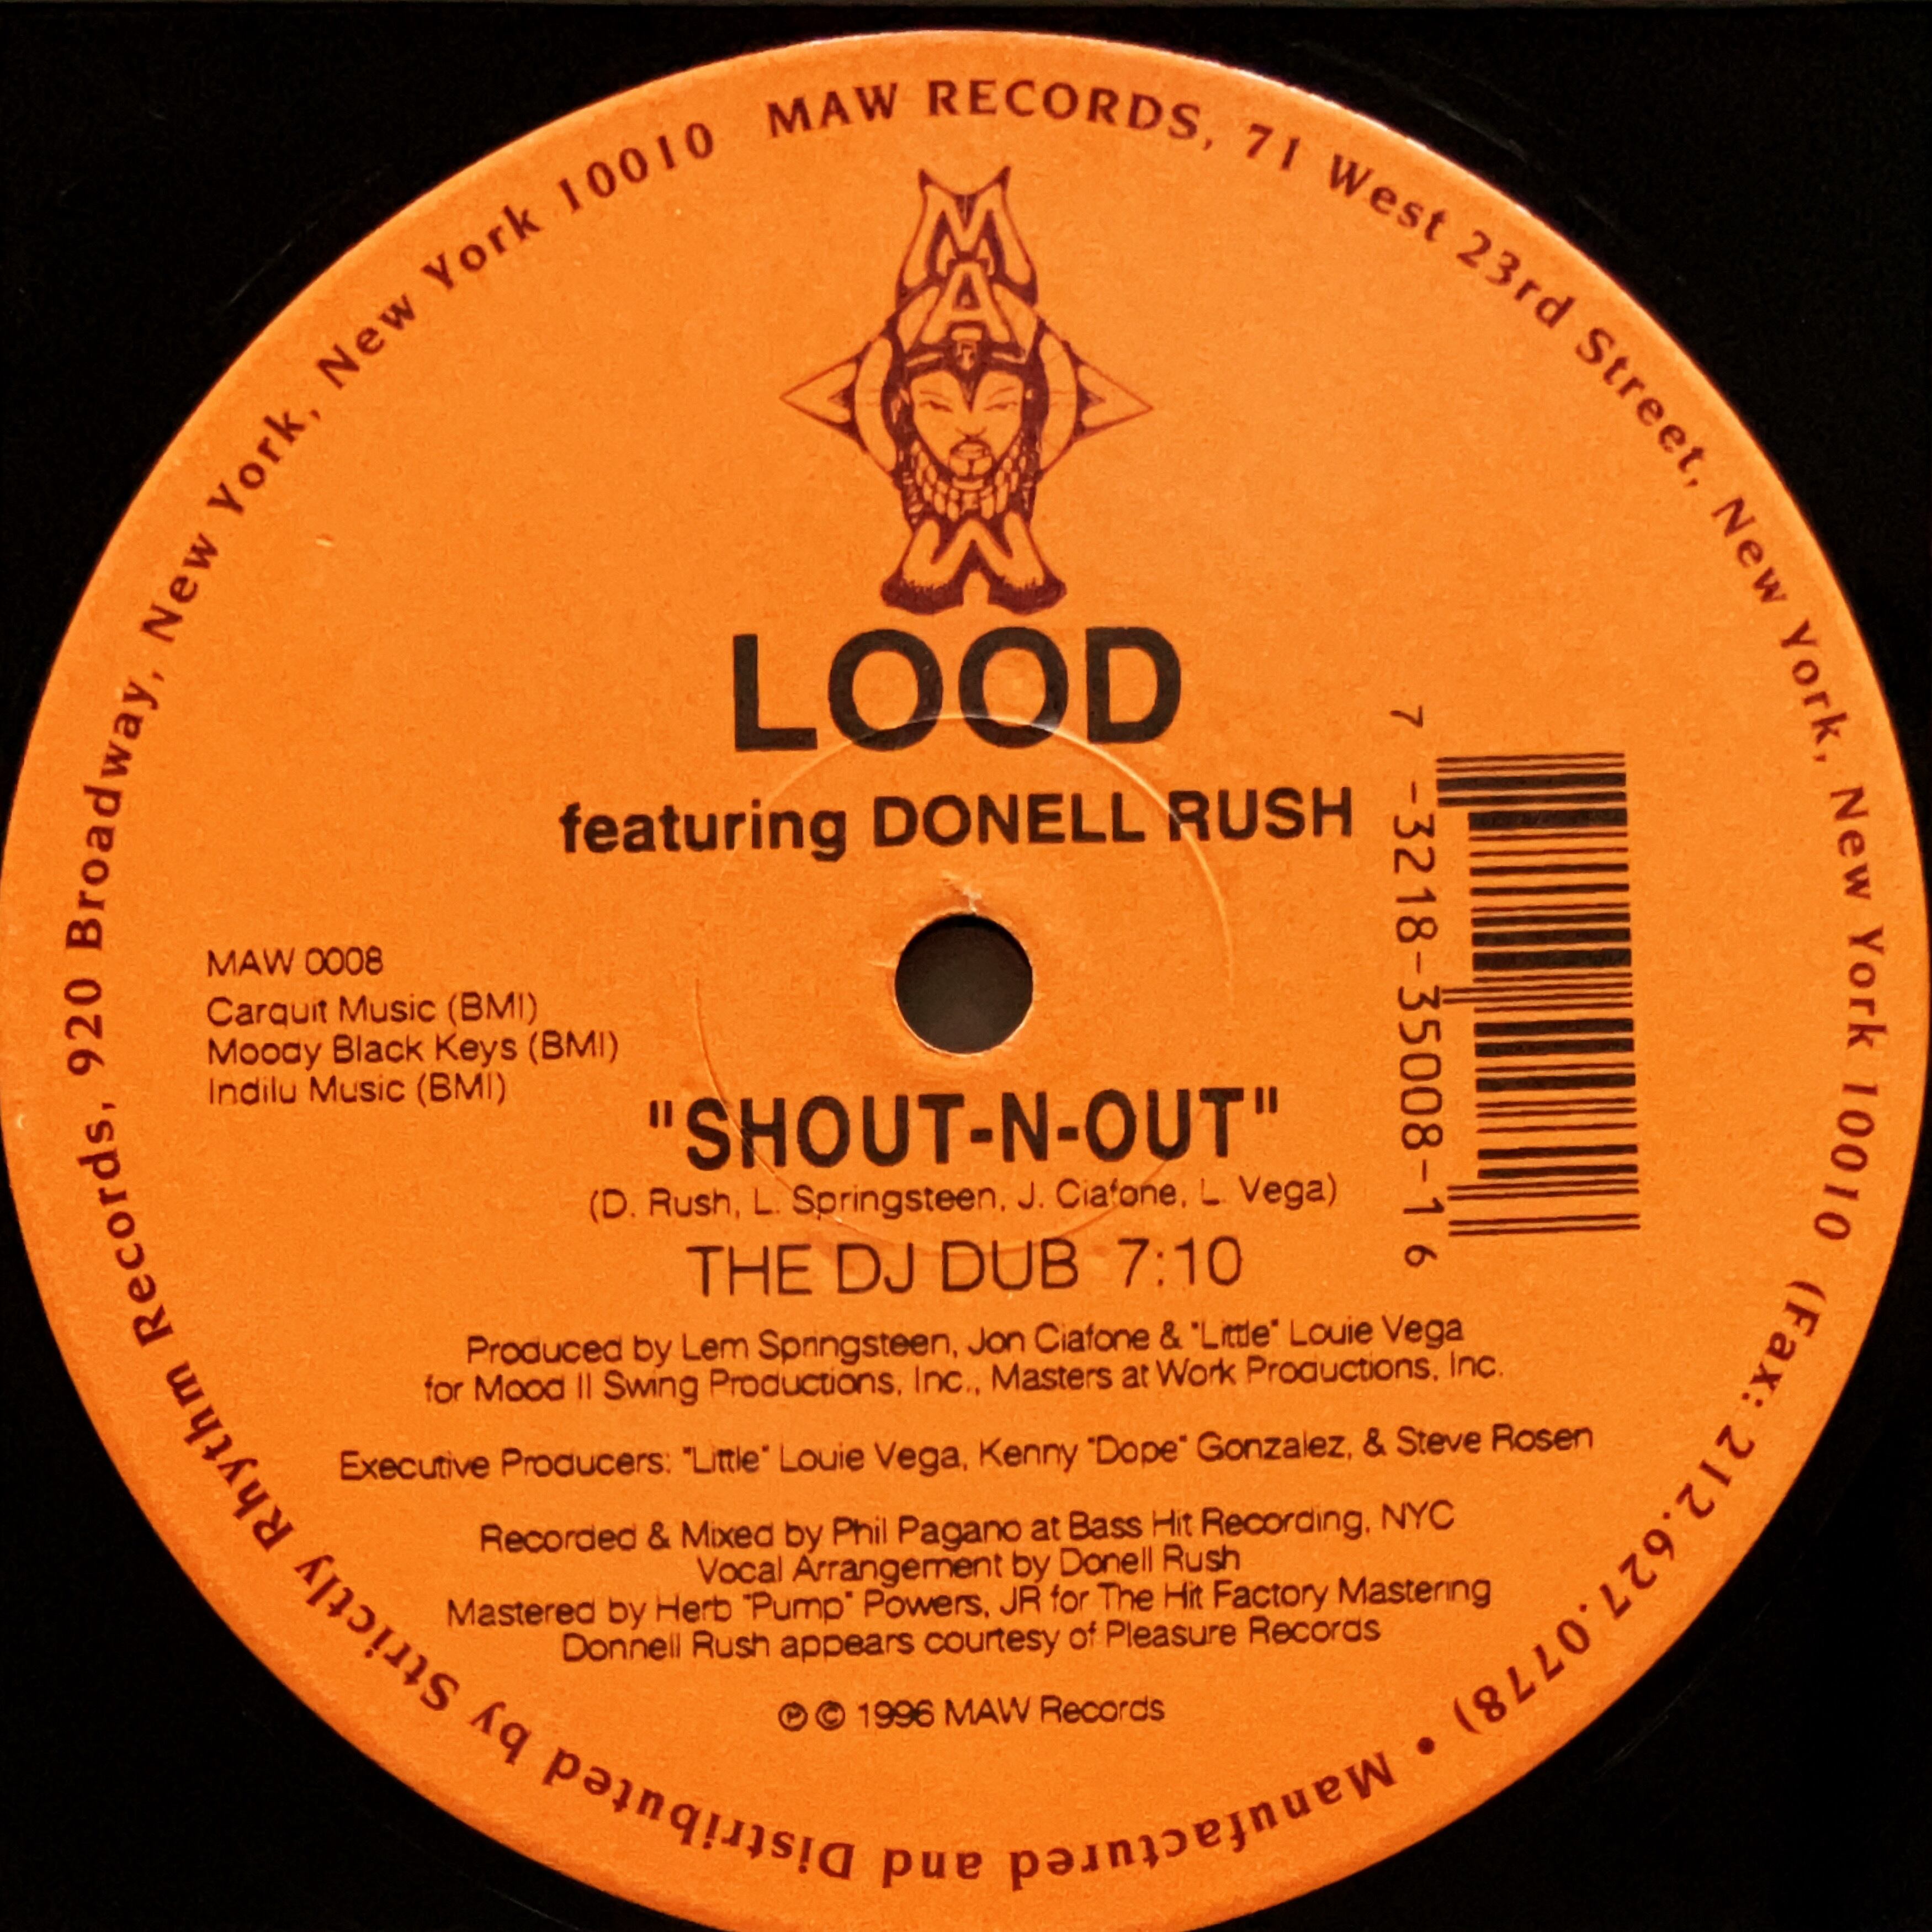 MAW RECORDS, 71 West 23rd Street, New York, New York 10010 (Fax: 212.627.0778) • Manufactured and Distributed by Strictly Rhythm Records, 920 Broadway, New York, New York 10010
MAW
LOOD
featuring DONELL RUSH
MAW 0008
Carquit Music (BMI)
Moody Black Keys (BMI)
Indilu Music (BMI)
7 -3218-35008-1 6
"SHOUT-N-OUT"
(D. Rush, L. Springsteen, J. Ciafone, L. Vega)
THE DJ DUB 7:10
Produced by Lem Springsteen, Jon Ciafone & "Little" Louie Vega
for Mood II Swing Productions, Inc., Masters at Work Productions, Inc.
Executive Producers: "Little" Louie Vega, Kenny "Dope" Gonzalez, & Steve Rosen
Recorded & Mixed by Phil Pagano at Bass Hit Recording, NYC
Vocal Arrangement by Donell Rush
Mastered by Herb "Pump" Powers, JR for The Hit Factory Mastering
Donnell Rush appears courtesy of Pleasure Records
℗ © 1996 MAW Records